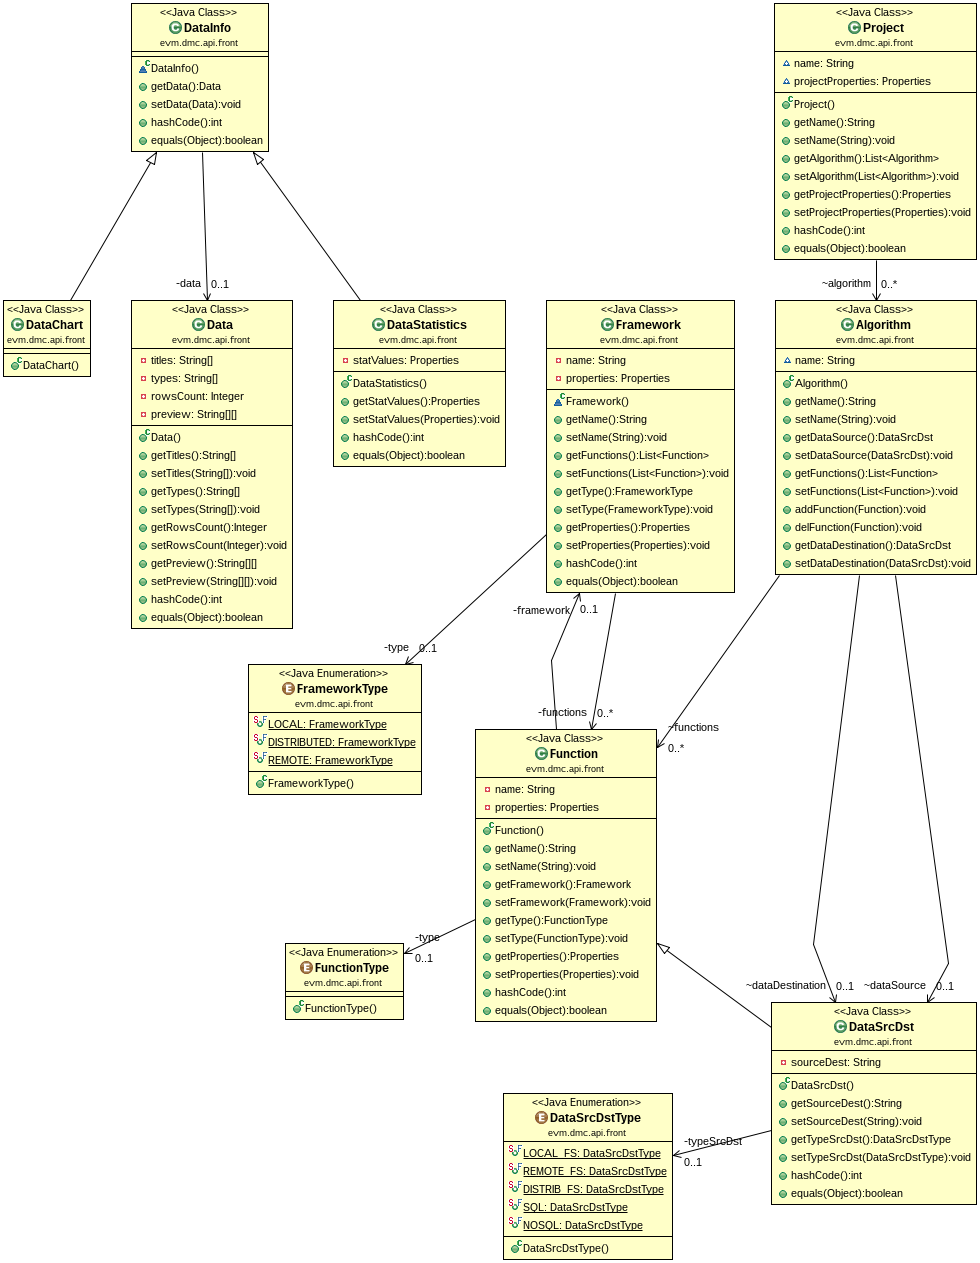 <<Java Class>>
DataInfo
evm.dmc.api.front
DataInfo()
getData():Data
setData(Data):void
hashCode():int
equals(Object):boolean
<<Java Class>>
Project
evm.dmc.api.front
name: String
projectProperties: Properties
Project()
getName():String
setName(String):void
getAlgorithm():List<Algorithm>
setAlgorithm(List<Algorithm>):void
getProjectProperties():Properties
setProjectProperties(Properties):void
hashCode():int
equals(Object):boolean
-data 0..1
~algorithm 0..*
<<Java Class>>
DataChart
evm.dmc.api.front
DataChart()
<<Java Class>>
Data
evm.dmc.api.front
titles: String[]
types: String[]
rowsCount: Integer
preview: String[][]
Data()
getTitles():String[]
setTitles(String[]):void
getTypes():String[]
setTypes(String[]):void
getRowsCount():Integer
setRowsCount(Integer):void
getPreview():String[][]
setPreview(String[][]):void
hashCode():int
equals(Object):boolean
<<Java Class>>
DataStatistics
evm.dmc.api.front
statValues: Properties
DataStatistics()
getStatValues():Properties
setStatValues(Properties):void
hashCode():int
equals(Object):boolean
<<Java Class>>
Framework
evm.dmc.api.front
name: String
properties: Properties
Framework()
getName():String
setName(String):void
getFunctions():List<Function>
setFunctions(List<Function>):void
getType():FrameworkType
setType(FrameworkType):void
getProperties():Properties
setProperties(Properties):void
hashCode():int
equals(Object):boolean
<<Java Class>>
Algorithm
evm.dmc.api.front
name: String
Algorithm()
getName():String
setName(String):void
getDataSource():DataSrcDst
setDataSource(DataSrcDst):void
getFunctions():List<Function>
setFunctions(List<Function>):void
addFunction(Function):void
delFunction(Function):void
getDataDestination():DataSrcDst
setDataDestination(DataSrcDst):void
-framework 0..1
-type 0..1
<<Java Enumeration>>
FrameworkType
evm.dmc.api.front
LOCAL: FrameworkType
DISTRIBUTED: FrameworkType
REMOTE: FrameworkType
FrameworkType()
-functions 0..*
~functions
0..*
<<Java Class>>
Function
evm.dmc.api.front
name: String
properties: Properties
Function()
getName():String
setName(String):void
getFramework():Framework
setFramework(Framework):void
getType():FunctionType
setType(FunctionType):void
getProperties():Properties
setProperties(Properties):void
hashCode():int
equals(Object):boolean
-type
0..1
<<Java Enumeration>>
FunctionType
evm.dmc.api.front
FunctionType()
~dataDestination 0..1
~dataSource 0..1
<<Java Class>>
DataSrcDst
evm.dmc.api.front
sourceDest: String
DataSrcDst()
getSourceDest():String
setSourceDest(String):void
getTypeSrcDst():DataSrcDstType
setTypeSrcDst(DataSrcDstType):void
hashCode():int
equals(Object):boolean
-typeSrcDst
0..1
<<Java Enumeration>>
DataSrcDstType
evm.dmc.api.front
LOCAL_FS: DataSrcDstType
REMOTE_FS: DataSrcDstType
DISTRIB_FS: DataSrcDstType
SQL: DataSrcDstType
NOSQL: DataSrcDstType
DataSrcDstType()